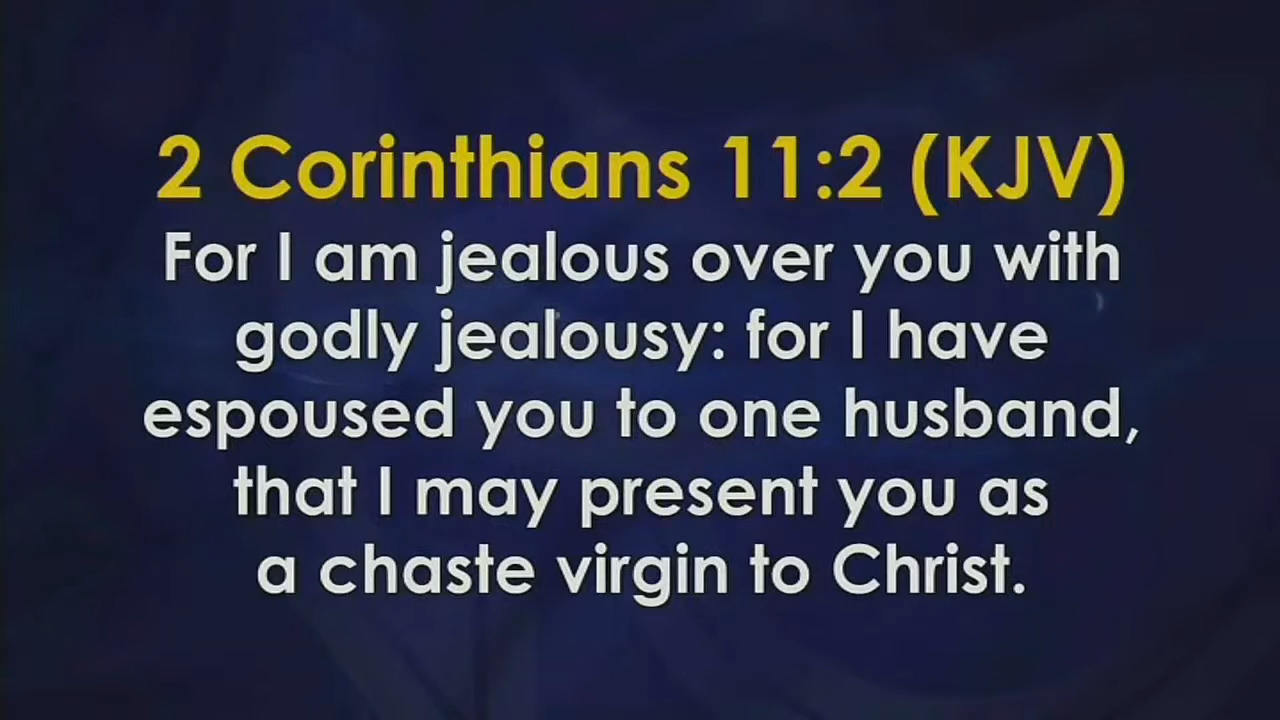 2 Corinthians 11:2 (KJV)
For I am jealous over you with
godly jealousy: for I have
espoused you to one husband,
that I may present you as
a chaste virgin to Christ.